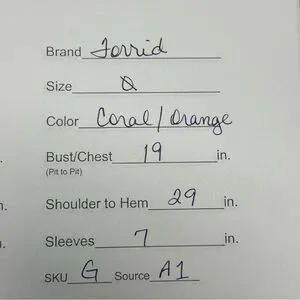 Brand Torrid
Size 0
Color Coral/Orange
Bust/Chest 19 in.
(Pit to Pit)
Shoulder to Hem 29 in.
Sleeves 7 in.
SKU G Source A1